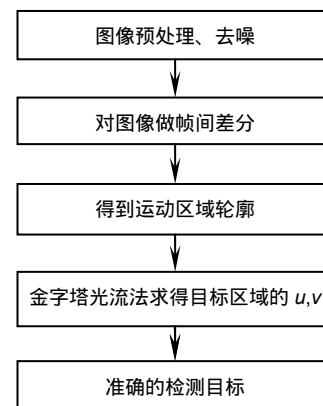 图像预处理、去噪
对图像做帧间差分
得到运动区域轮廓
金字塔光流法求得目标区域的 u,v
准确的检测目标